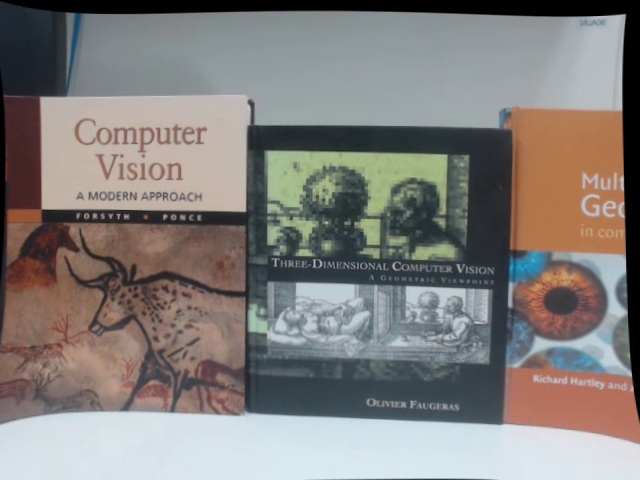 Computer
Vision
A MODERN APPROACH
FORSYTH ▪ PONCE
THREE-DIMENSIONAL COMPUTER VISION
A GEOMETRIC VIEWPOINT
OLIVIER FAUGERAS
Mult
Geo
in com
Richard Hartley and